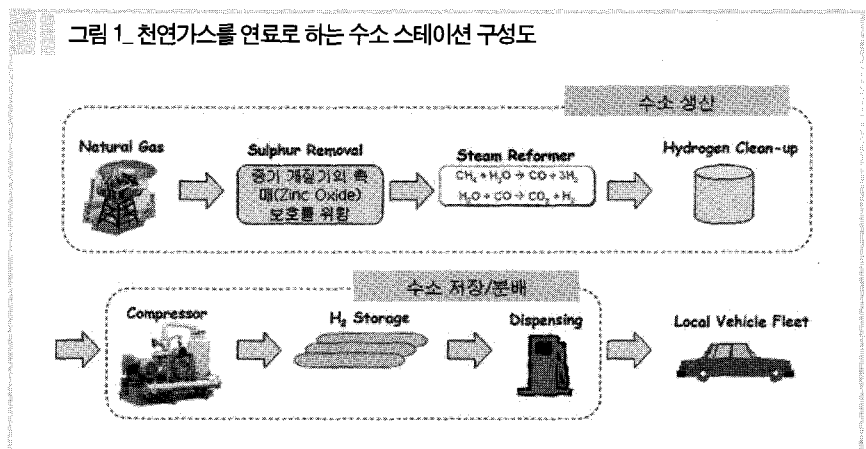 그림 1_ 천연가스를 연료로 하는 수소 스테이션 구성도
수소 생산
Natural Gas
Sulphur Removal
증기 개질기의 촉
매(Zinc Oxide)
보호를 위함
Steam Reformer
CH₄ + H₂O → CO + 3H₂
H₂O + CO → CO₂ + H₂
Hydrogen Clean-up
수소 저장/분배
Compressor
H₂ Storage
Dispensing
Local Vehicle Fleet